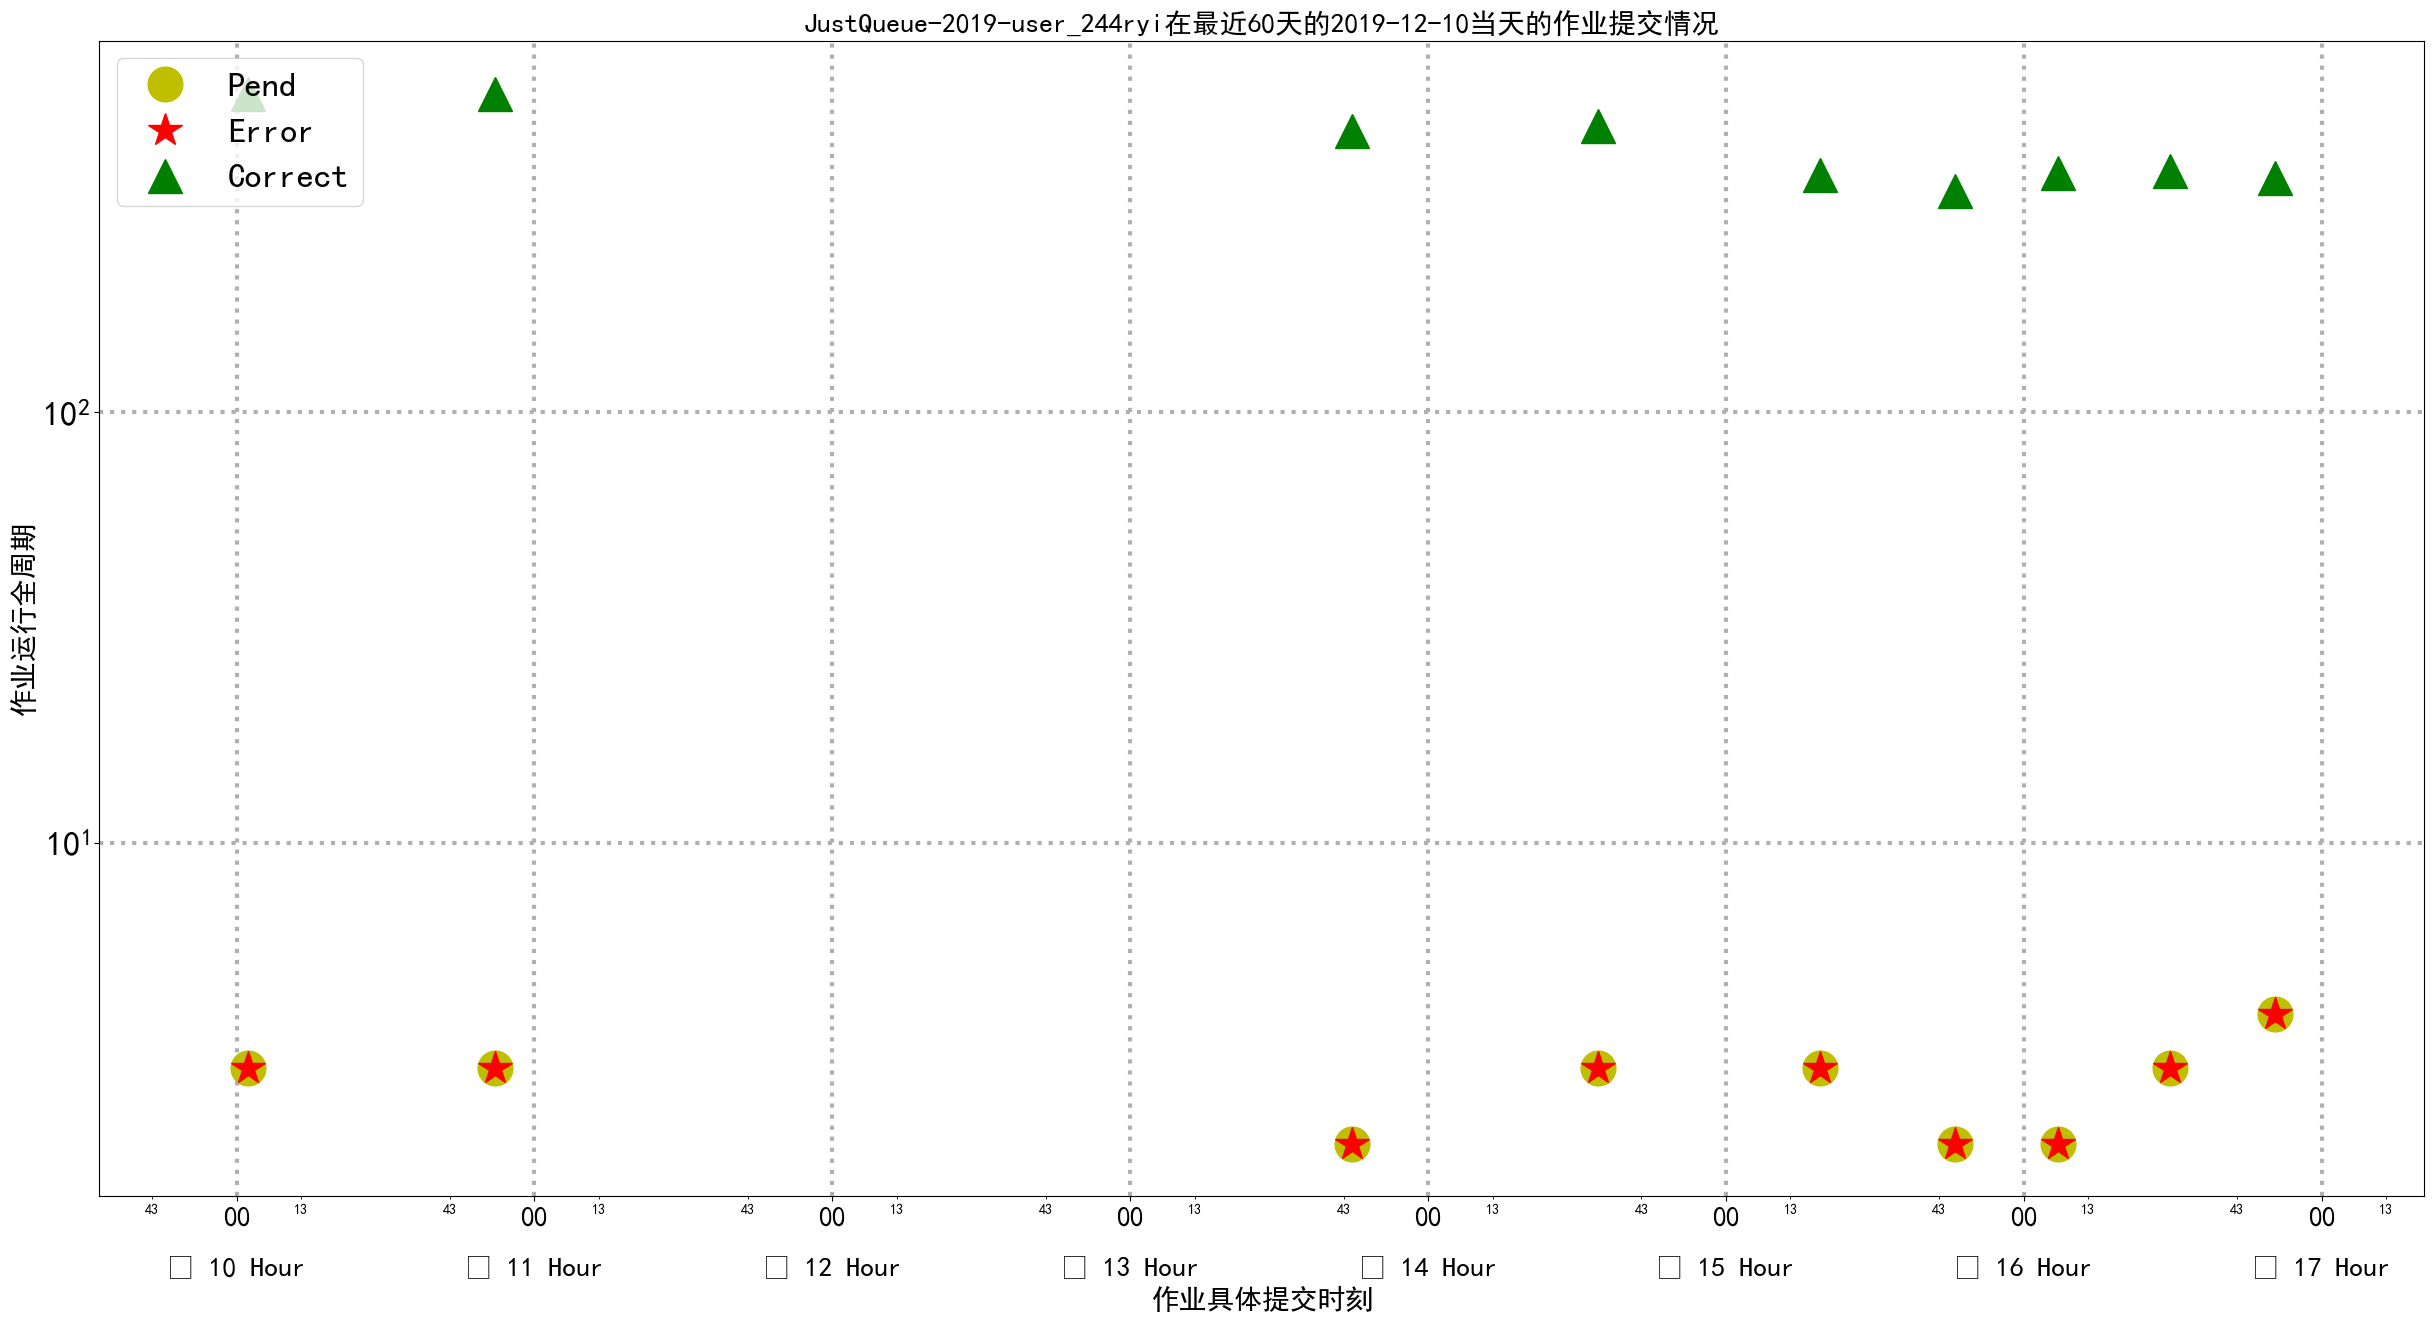 JustQueue-2019-user_244ryi在最近60天的2019-12-10当天的作业提交情况
Pend
Error
Correct
10²
10¹
作业运行全周期
43 00 13 43 00 13 43 00 13 43 00 13 43 00 13 43 00 13 43 00 13 43 00 13
□ 10 Hour □ 11 Hour □ 12 Hour □ 13 Hour □ 14 Hour □ 15 Hour □ 16 Hour □ 17 Hour
作业具体提交时刻